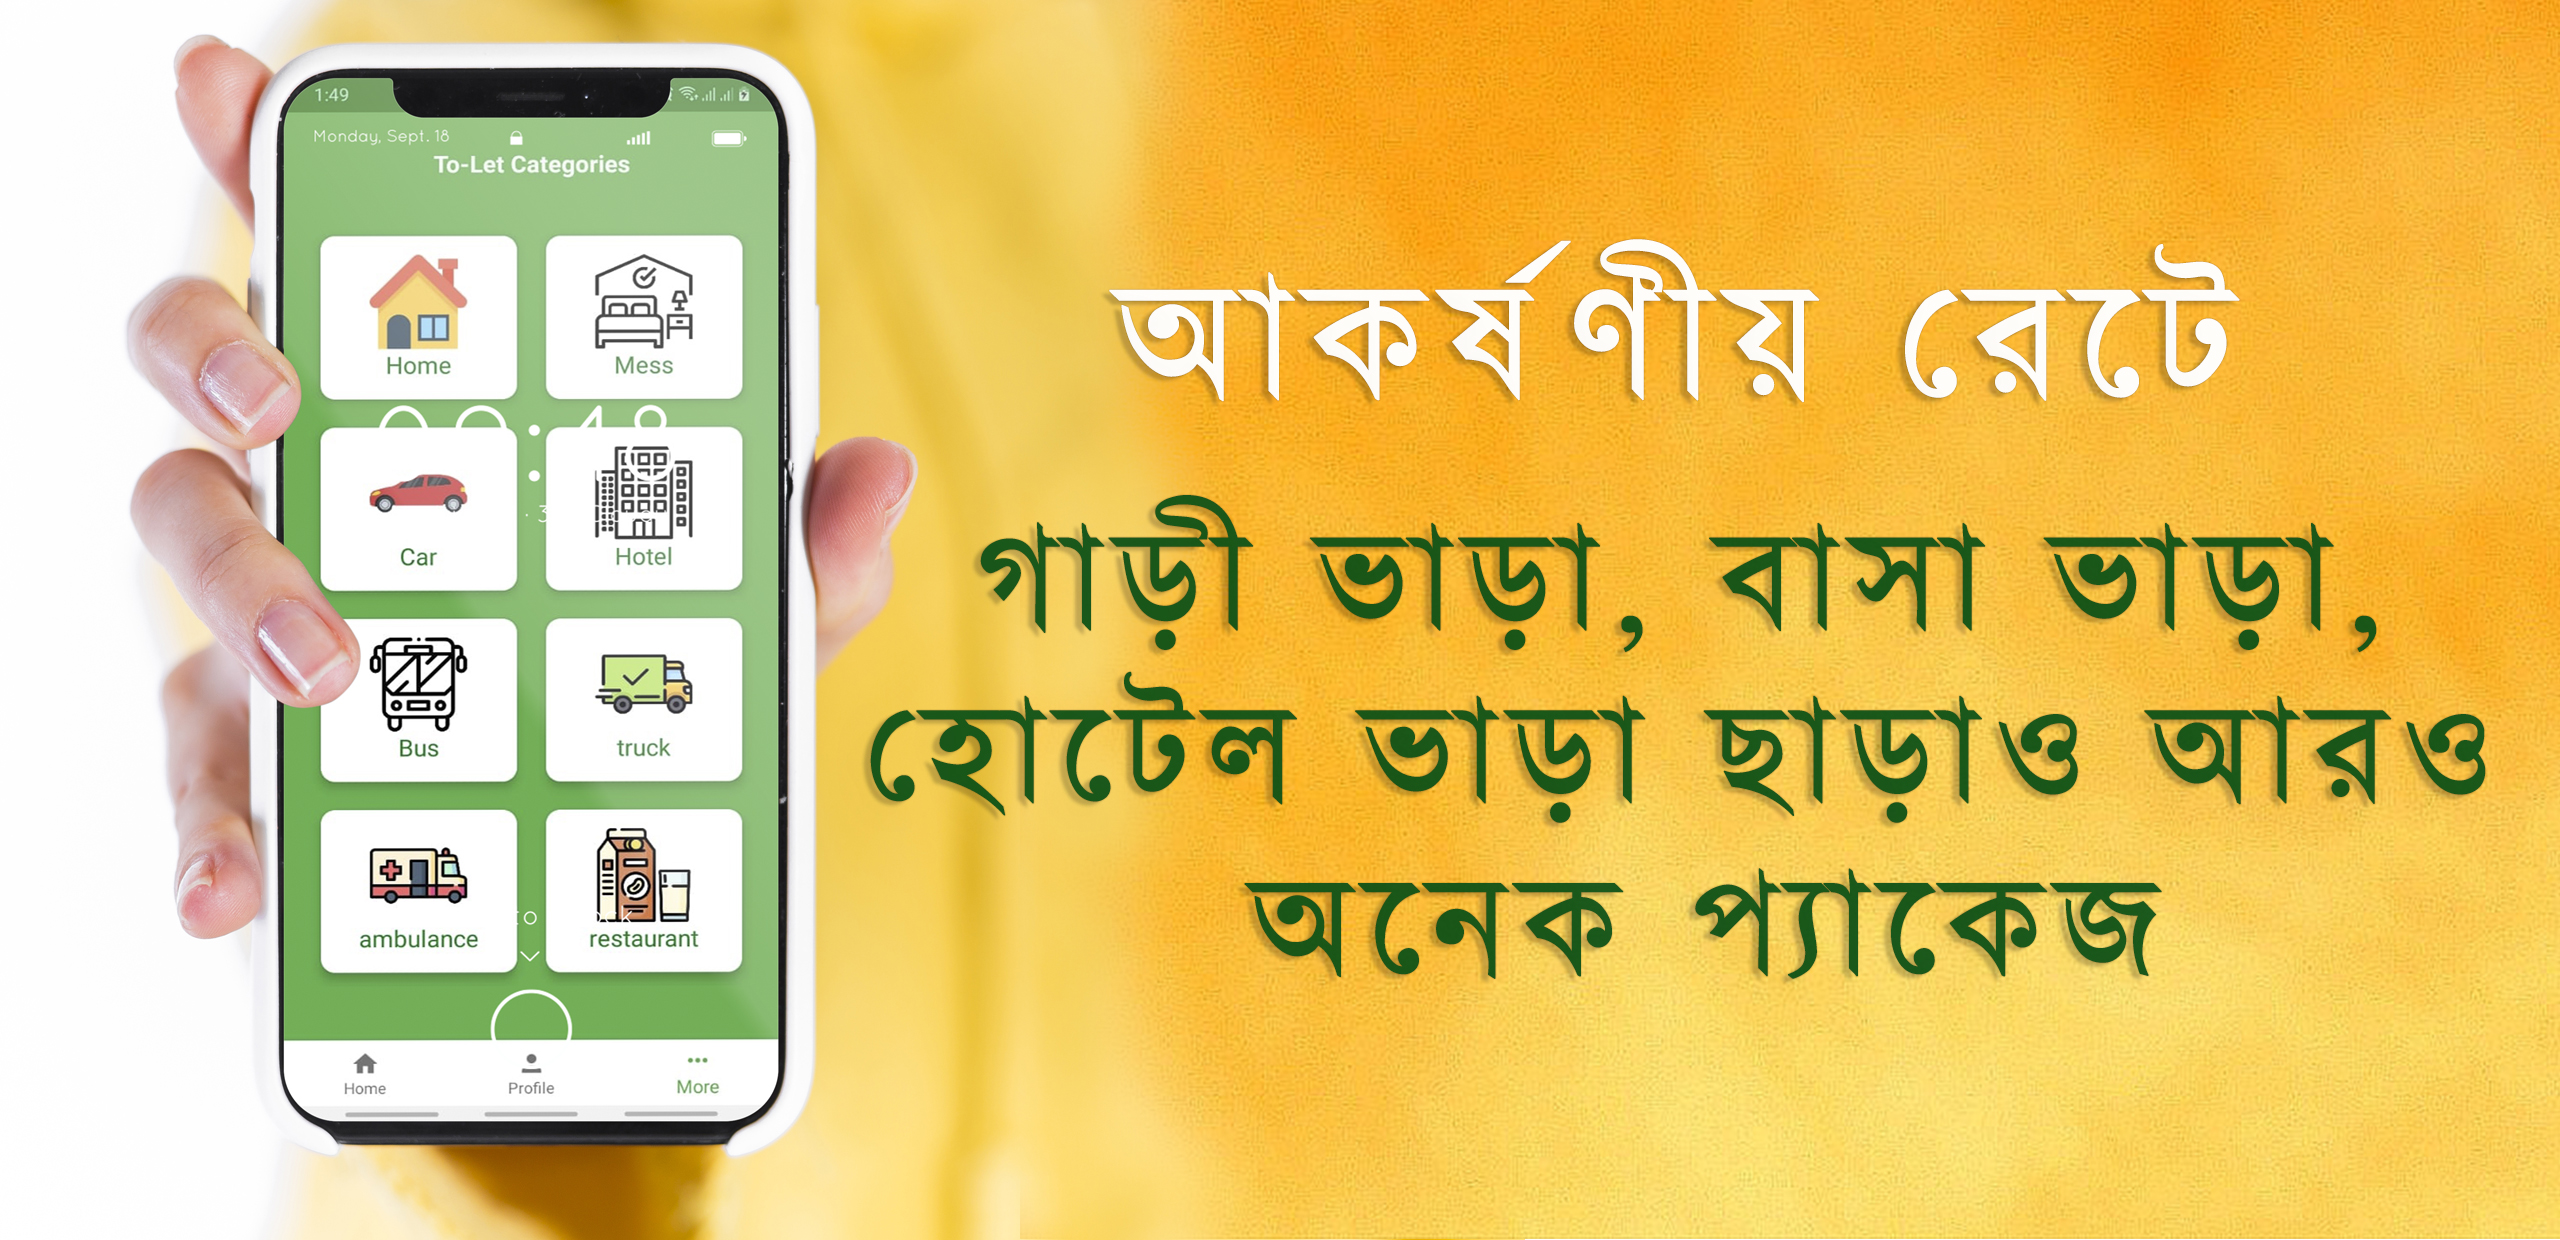 1:49
Monday, Sept. 18
To-Let Categories
Home
Mess
Car
Hotel
Bus
truck
ambulance
restaurant
Home
Profile
More
আকর্ষণীয় রেটে
গাড়ী ভাড়া, বাসা ভাড়া,
হোটেল ভাড়া ছাড়াও আরও
অনেক প্যাকেজ